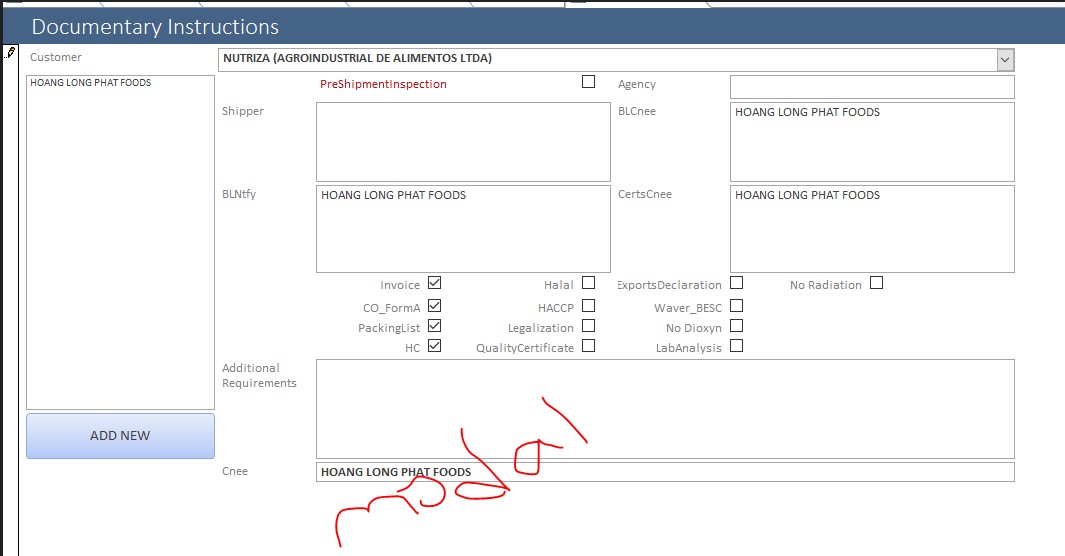 Documentary Instructions
Customer
NUTRIZA (AGROINDUSTRIAL DE ALIMENTOS LTDA)
HOANG LONG PHAT FOODS
PreShipmentInspection
Agency
Shipper
BLCnee
HOANG LONG PHAT FOODS
BLNtfy
HOANG LONG PHAT FOODS
CertsCnee
HOANG LONG PHAT FOODS
Invoice
Halal
ExportsDeclaration
No Radiation
CO_FormA
HACCP
Waver_BESC
PackingList
Legalization
No Dioxyn
HC
QualityCertificate
LabAnalysis
Additional
Requirements
ADD NEW
Cnee
HOANG LONG PHAT FOODS
modal